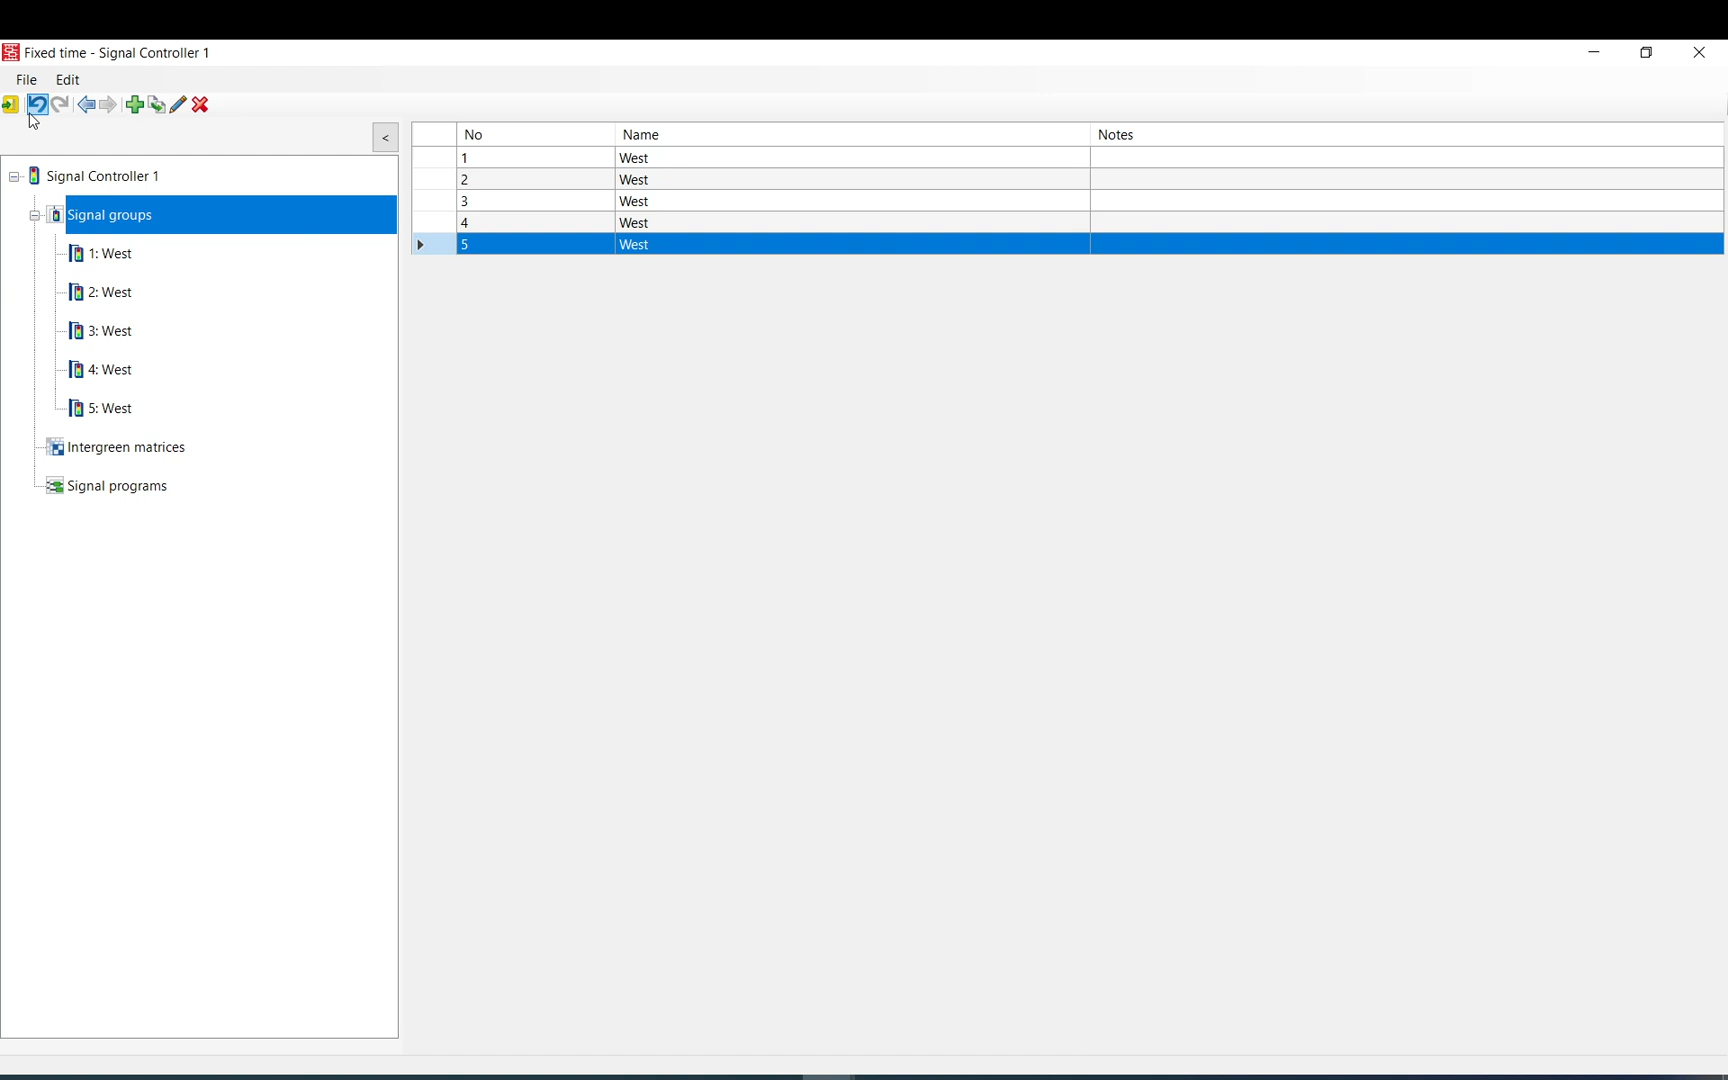 Fixed time - Signal Controller 1
File Edit
<
No Name Notes
1 West
2 West
3 West
4 West
5 West
Signal Controller 1
Signal groups
1: West
2: West
3: West
4: West
5: West
Intergreen matrices
Signal programs